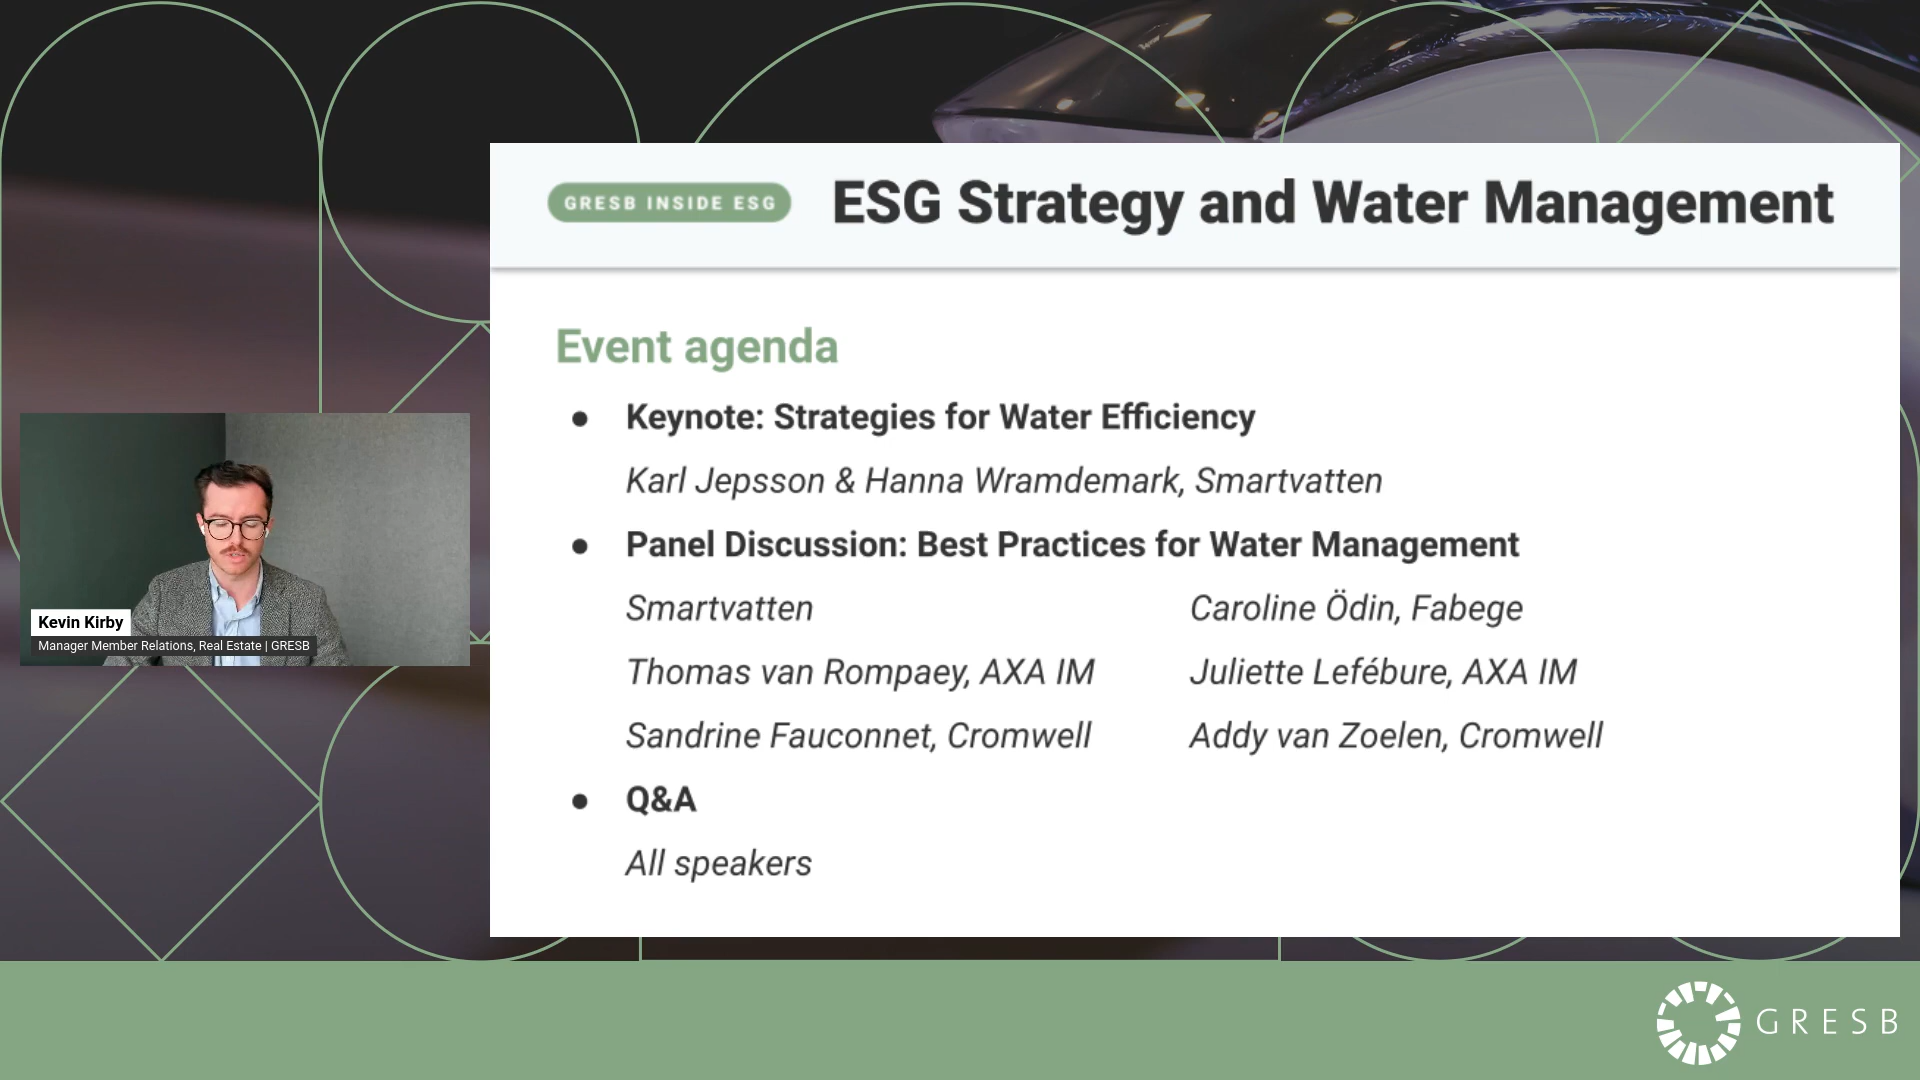 GRESB INSIDE ESG
ESG Strategy and Water Management
Event agenda
● Keynote: Strategies for Water Efficiency
Karl Jepsson & Hanna Wramdemark, Smartvatten
● Panel Discussion: Best Practices for Water Management
Smartvatten
Caroline Ödin, Fabege
Thomas van Rompaey, AXA IM
Juliette Lefébure, AXA IM
Sandrine Fauconnet, Cromwell
Addy van Zoelen, Cromwell
● Q&A
All speakers
Kevin Kirby
Manager Member Relations, Real Estate | GRESB
GRESB